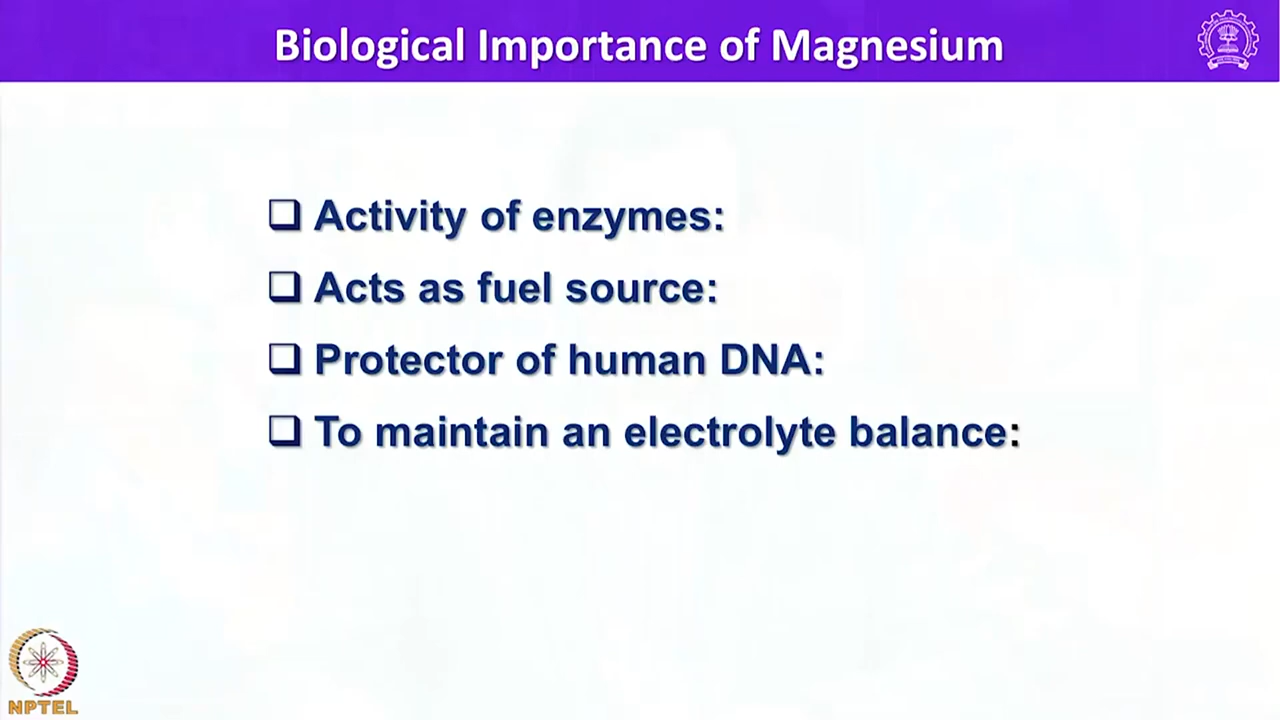 Biological Importance of Magnesium
Activity of enzymes:
Acts as fuel source:
Protector of human DNA:
To maintain an electrolyte balance:
NPTEL